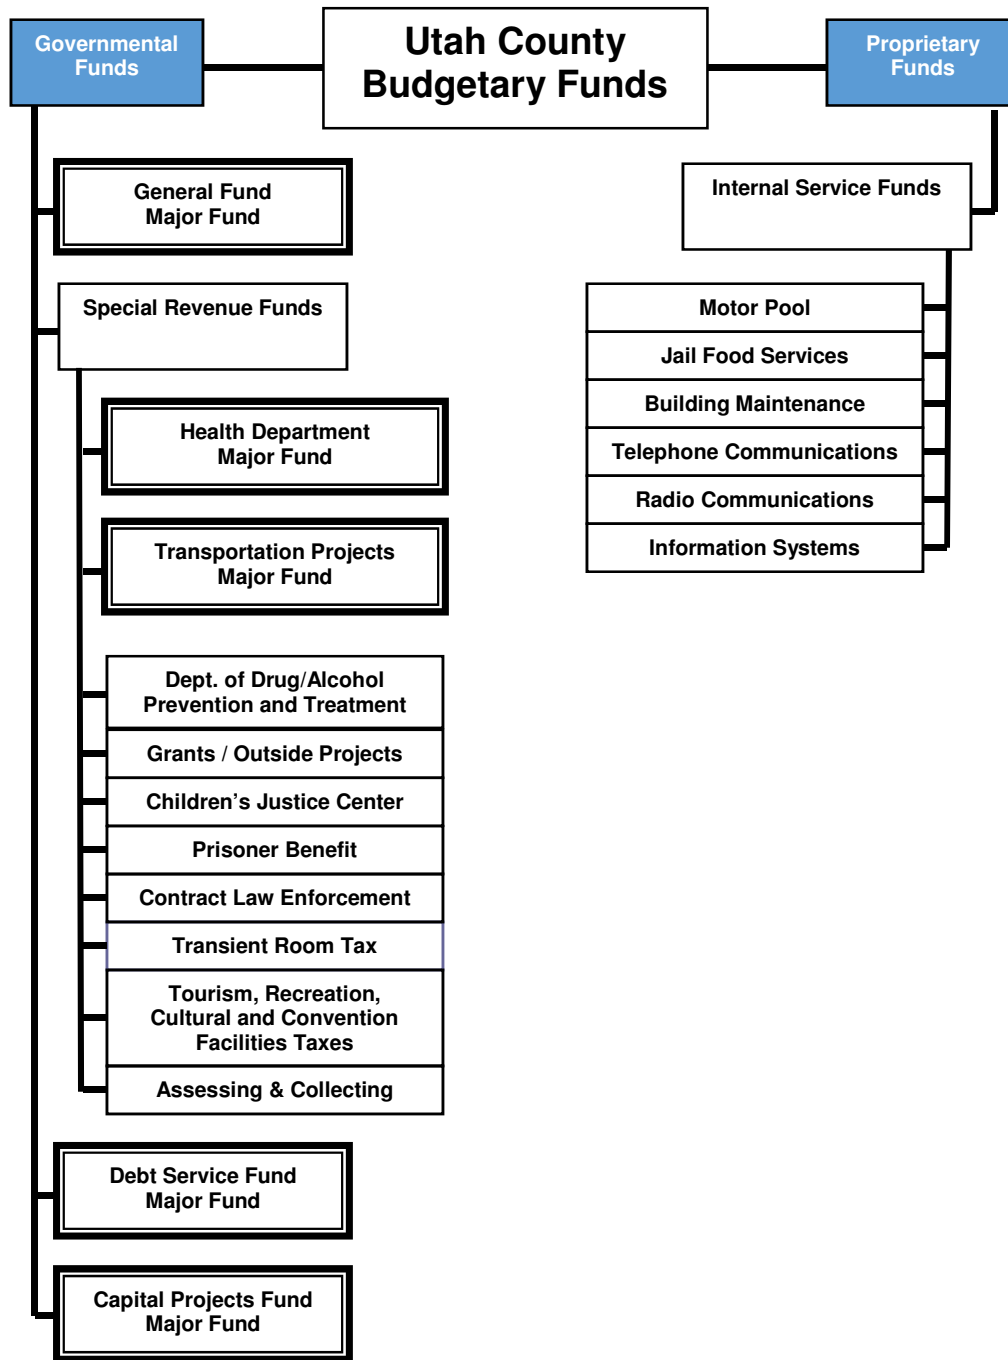 Utah County
Budgetary Funds
Governmental
Funds
Proprietary
Funds
General Fund
Major Fund
Special Revenue Funds
Health Department
Major Fund
Transportation Projects
Major Fund
Dept. of Drug/Alcohol
Prevention and Treatment
Grants / Outside Projects
Children’s Justice Center
Prisoner Benefit
Contract Law Enforcement
Transient Room Tax
Tourism, Recreation,
Cultural and Convention
Facilities Taxes
Assessing & Collecting
Debt Service Fund
Major Fund
Capital Projects Fund
Major Fund
Internal Service Funds
Motor Pool
Jail Food Services
Building Maintenance
Telephone Communications
Radio Communications
Information Systems